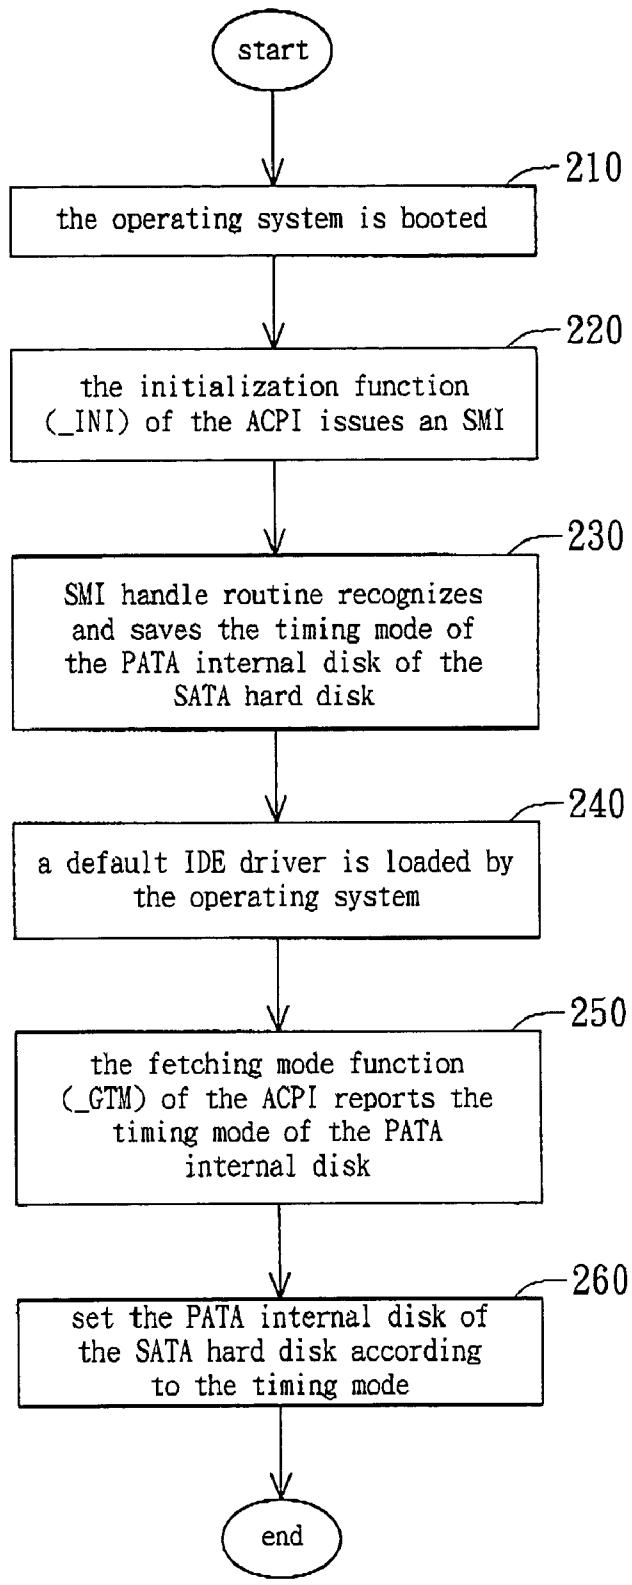 start
210
the operating system is booted
220
the initialization function
(_INI) of the ACPI issues an SMI
230
SMI handle routine recognizes
and saves the timing mode of
the PATA internal disk of the
SATA hard disk
240
a default IDE driver is loaded by
the operating system
250
the fetching mode function
(_GTM) of the ACPI reports the
timing mode of the PATA
internal disk
260
set the PATA internal disk of
the SATA hard disk according
to the timing mode
end